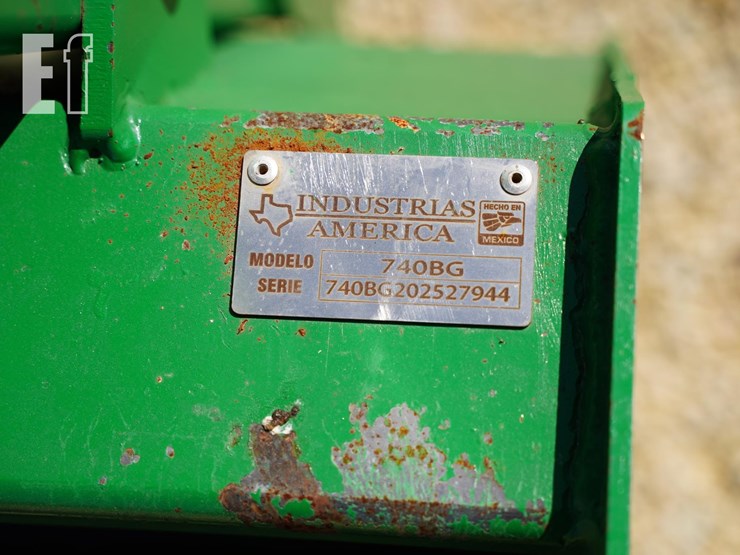 Ef
INDUSTRIAS
AMERICA
HECHO EN
MEXICO
MODELO 740BG
SERIE 740BG202527944